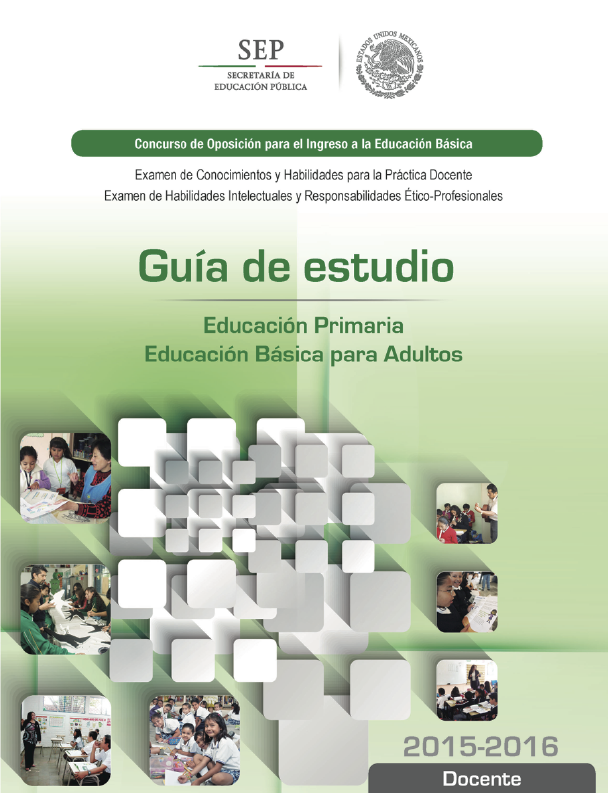 SEP
SECRETARÍA DE
EDUCACIÓN PÚBLICA
ESTADOS UNIDOS MEXICANOS
Concurso de Oposición para el Ingreso a la Educación Básica
Examen de Conocimientos y Habilidades para la Práctica Docente
Examen de Habilidades Intelectuales y Responsabilidades Ético-Profesionales
Guía de estudio
Educación Primaria
Educación Básica para Adultos
2015-2016
Docente